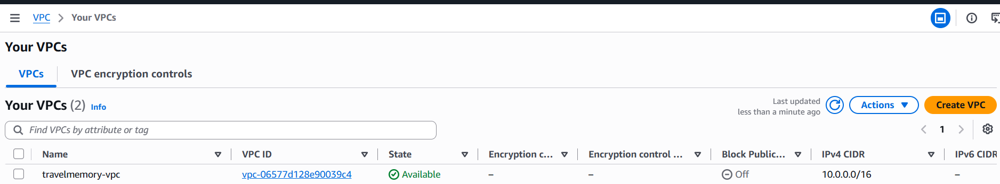 VPC > Your VPCs
Your VPCs
VPCs
VPC encryption controls
Your VPCs (2) Info
Last updated
less than a minute ago
Actions
Create VPC
Find VPCs by attribute or tag
1
Name VPC ID State Encryption c... Encryption control ... Block Public... IPv4 CIDR IPv6 CIDR
travelmemory-vpc vpc-06577d128e90039c4 Available – – Off 10.0.0.0/16 –